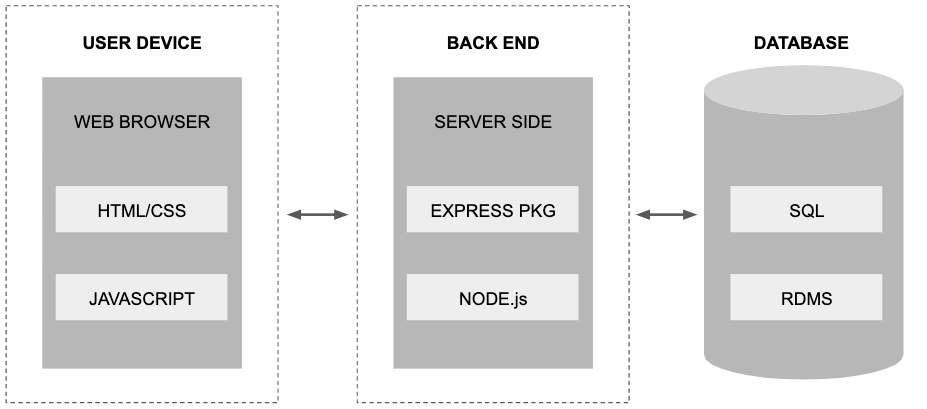 USER DEVICE
WEB BROWSER
HTML/CSS
JAVASCRIPT
BACK END
SERVER SIDE
EXPRESS PKG
NODE.js
DATABASE
SQL
RDMS